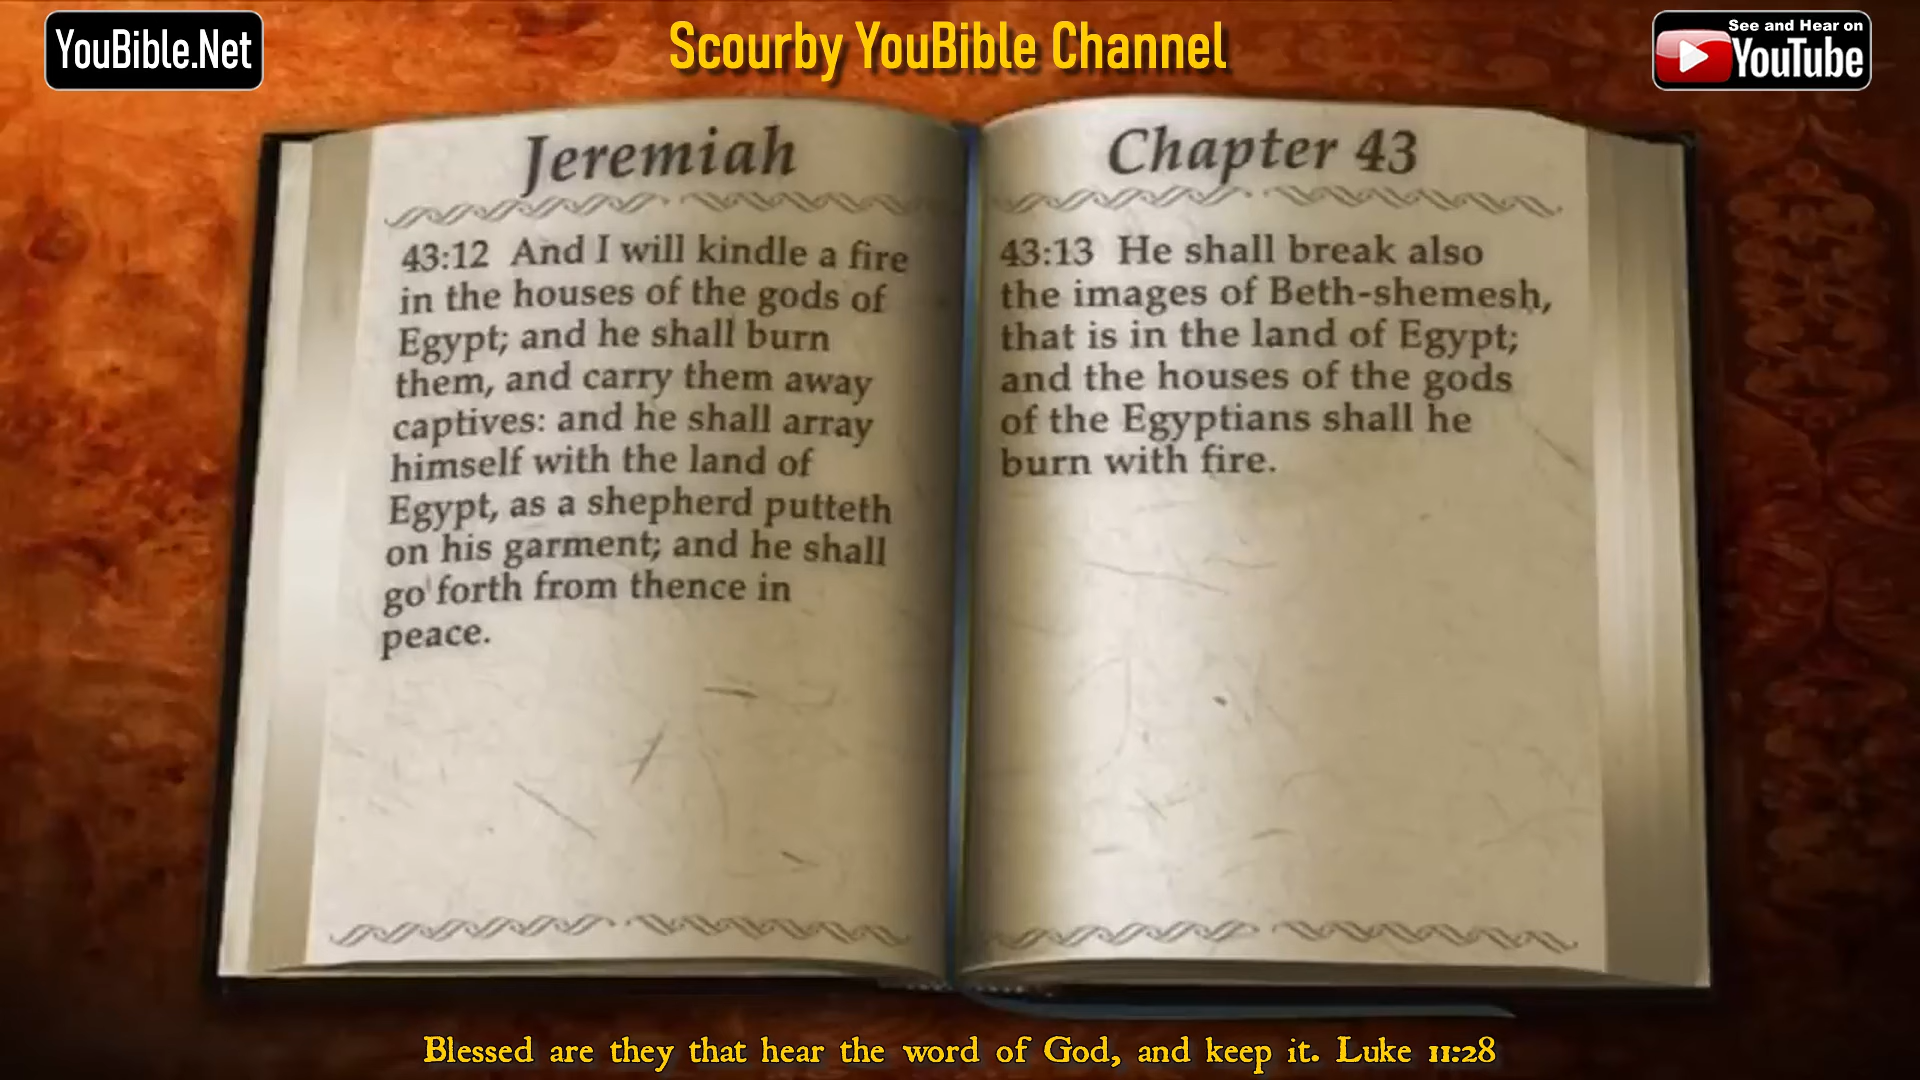 YouBible.Net
Scourby YouBible Channel
See and Hear on
YouTube
Jeremiah
43:12 And I will kindle a fire
in the houses of the gods of
Egypt; and he shall burn
them, and carry them away
captives: and he shall array
himself with the land of
Egypt, as a shepherd putteth
on his garment; and he shall
go forth from thence in
peace.
Chapter 43
43:13 He shall break also
the images of Beth-shemesh,
that is in the land of Egypt;
and the houses of the gods
of the Egyptians shall he
burn with fire.
Blessed are they that hear the word of God, and keep it. Luke 11:28